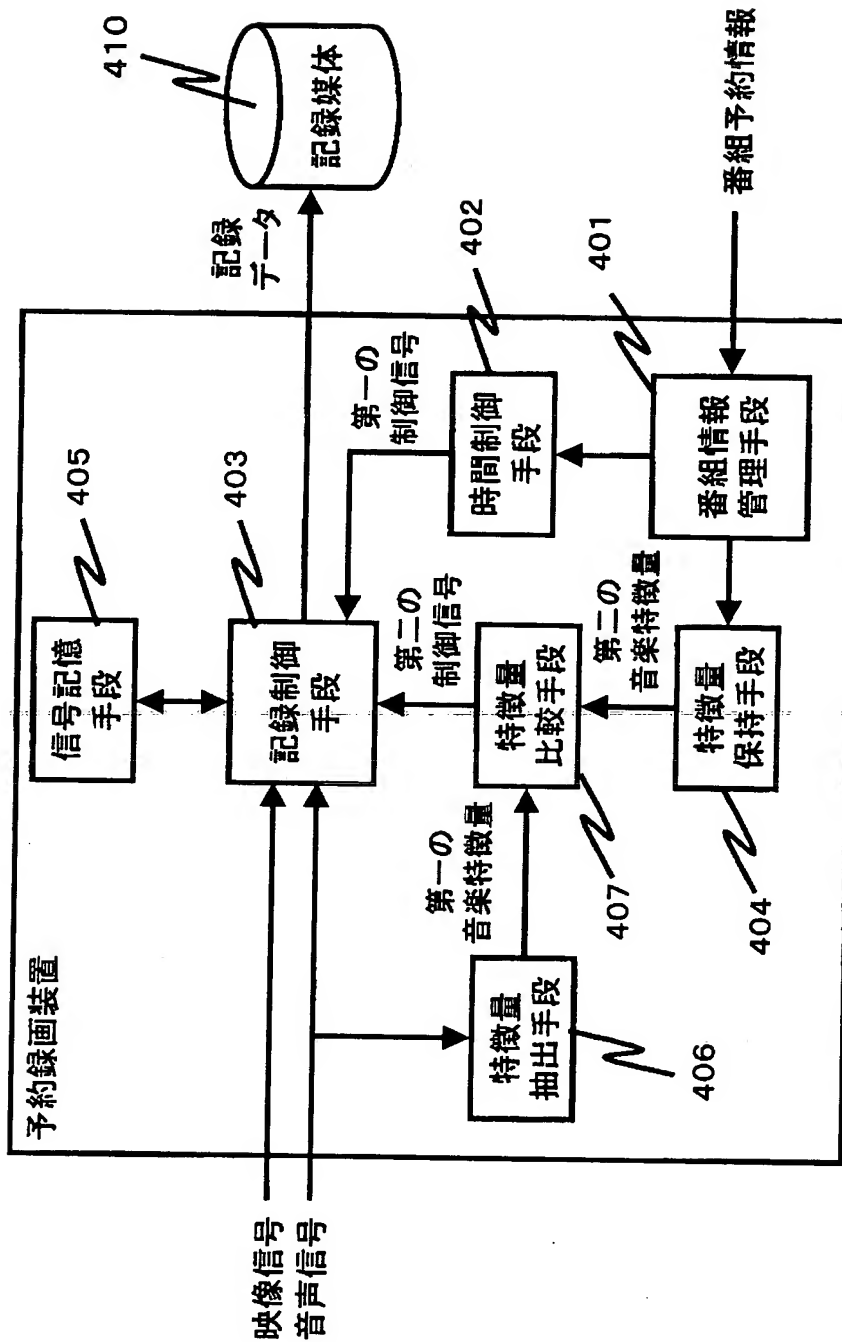 予約録画装置
映像信号
音声信号
信号記憶
手段
405
記録制御
手段
403
記録
データ
記録媒体
410
第一の
制御信号
第二の
制御信号
時間制御
手段
402
特徴量
比較手段
407
第一の
音楽特徴量
第二の
音楽特徴量
特徴量
抽出手段
406
特徴量
保持手段
404
番組情報
管理手段
401
番組予約情報